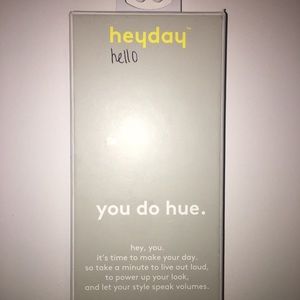 heyday™
hello
you do hue.
hey, you.
it's time to make your day,
so take a minute to live out loud,
to power up your look,
and let your style speak volumes.